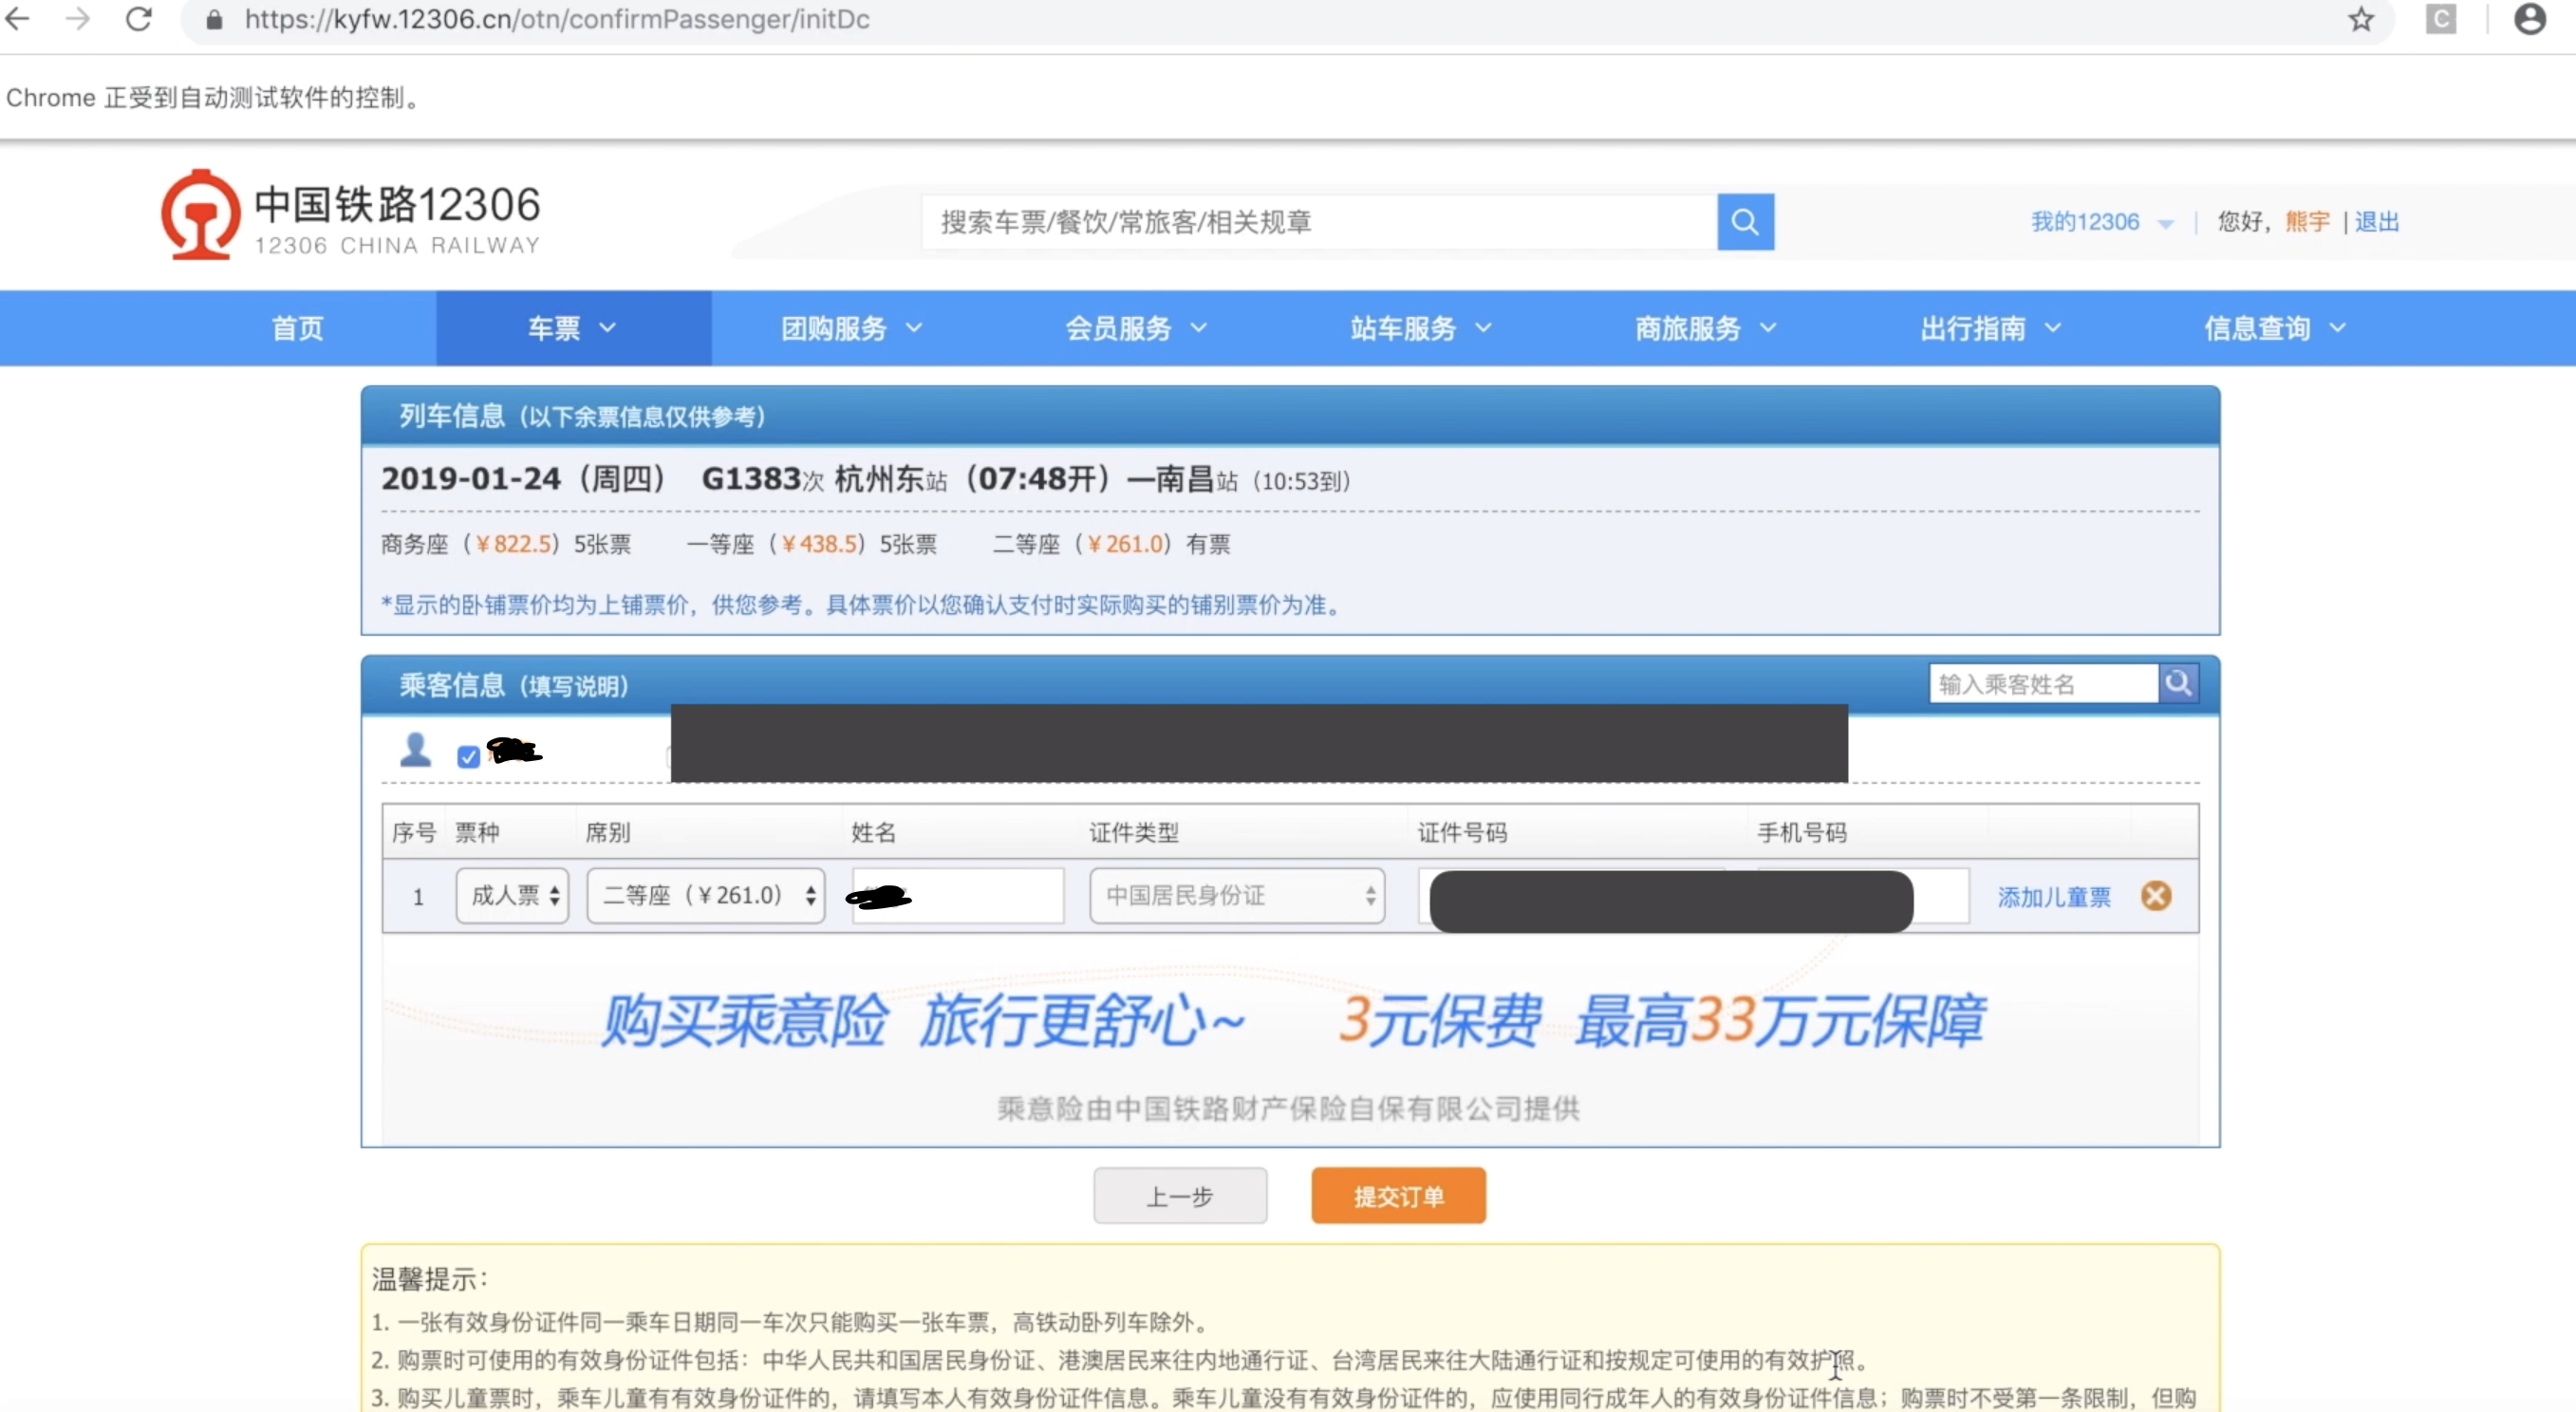 https://kyfw.12306.cn/otn/confirmPassenger/initDc
C
Chrome 正受到自动测试软件的控制。
中国铁路12306
12306 CHINA RAILWAY
搜索车票/餐饮/常旅客/相关规章
我的12306 | 您好，熊宇 | 退出
首页 车票 团购服务 会员服务 站车服务 商旅服务 出行指南 信息查询
列车信息（以下余票信息仅供参考）
2019-01-24（周四） G1383次 杭州东站（07:48开）—南昌站（10:53到）
商务座（￥822.5）5张票 一等座（￥438.5）5张票 二等座（￥261.0）有票
*显示的卧铺票价均为上铺票价，供您参考。具体票价以您确认支付时实际购买的铺别票价为准。
乘客信息（填写说明） 输入乘客姓名
序号 票种 席别 姓名 证件类型 证件号码 手机号码
1 成人票 二等座（￥261.0） 中国居民身份证 添加儿童票
购买乘意险 旅行更舒心~ 3元保费 最高33万元保障
乘意险由中国铁路财产保险自保有限公司提供
上一步 提交订单
温馨提示：
1. 一张有效身份证件同一乘车日期同一车次只能购买一张车票，高铁动卧列车除外。
2. 购票时可使用的有效身份证件包括：中华人民共和国居民身份证、港澳居民来往内地通行证、台湾居民来往大陆通行证和按规定可使用的有效护照。
3. 购买儿童票时，乘车儿童有有效身份证件的，请填写本人有效身份证件信息。乘车儿童没有有效身份证件的，应使用同行成年人的有效身份证件信息；购票时不受第一条限制，但购